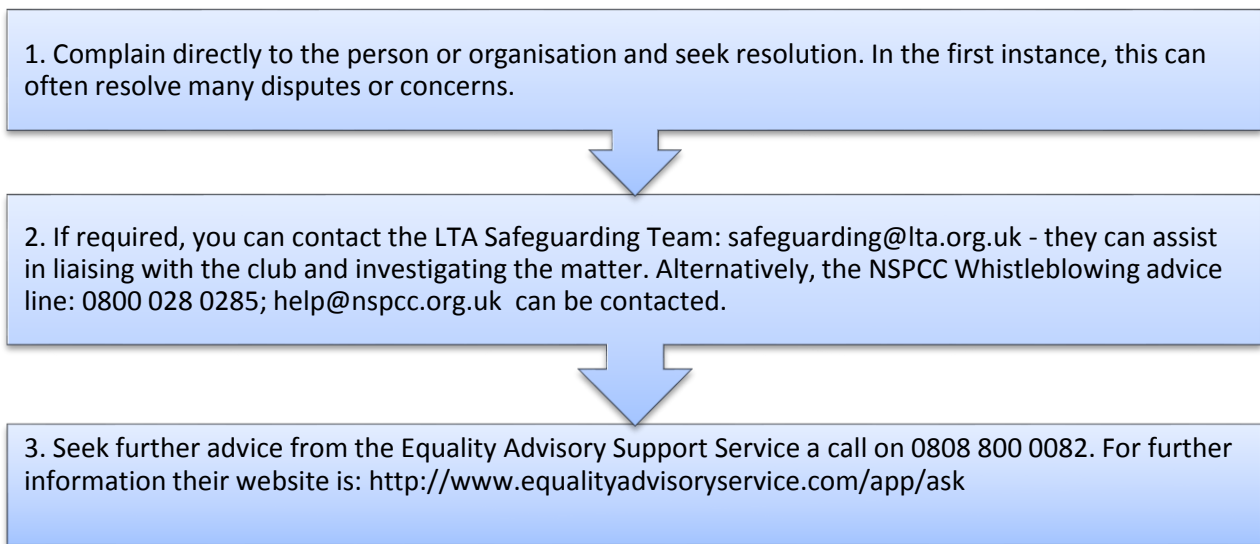 1. Complain directly to the person or organisation and seek resolution. In the first instance, this can
often resolve many disputes or concerns.
2. If required, you can contact the LTA Safeguarding Team: safeguarding@lta.org.uk - they can assist
in liaising with the club and investigating the matter. Alternatively, the NSPCC Whistleblowing advice
line: 0800 028 0285; help@nspcc.org.uk  can be contacted.
3. Seek further advice from the Equality Advisory Support Service a call on 0808 800 0082. For further
information their website is: http://www.equalityadvisoryservice.com/app/ask